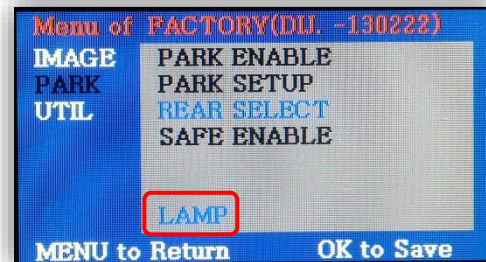 Menu of FACTORY(DIJ. -130222)
IMAGE
PARK
UTIL
PARK ENABLE
PARK SETUP
REAR SELECT
SAFE ENABLE
LAMP
MENU to Return OK to Save